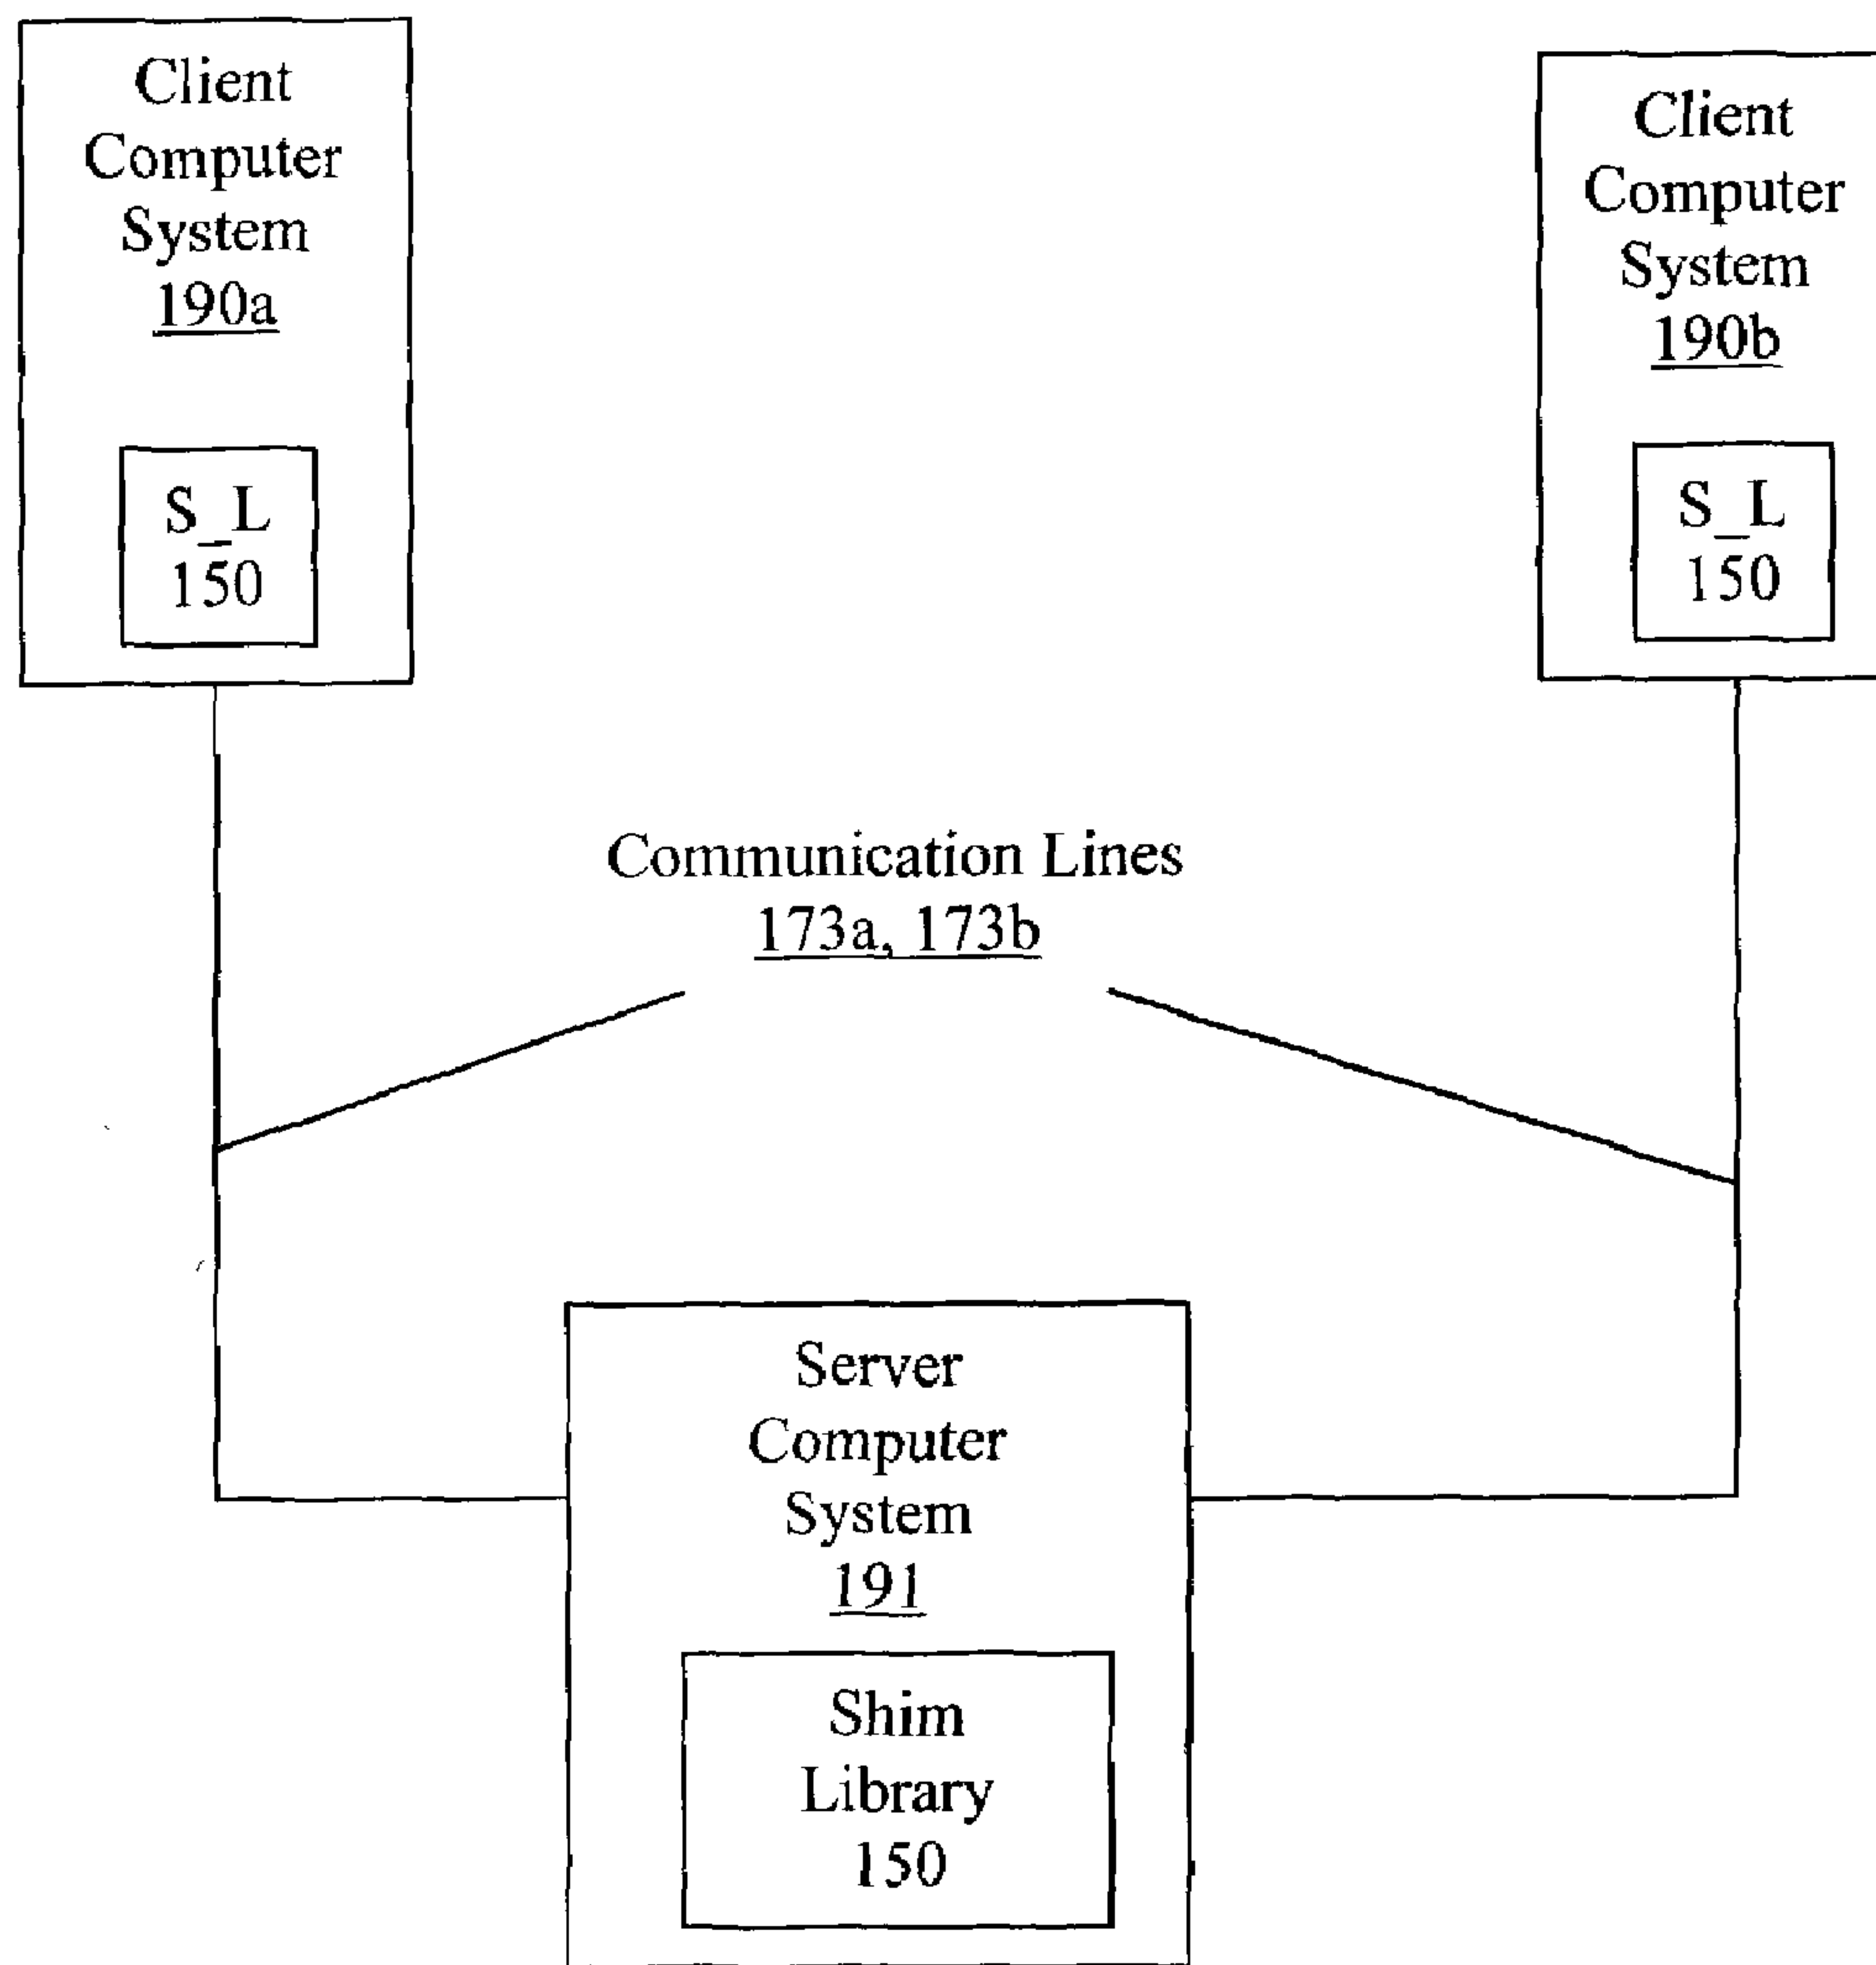 Client
Computer
System
190a
S_L
150
Client
Computer
System
190b
S_L
150
Communication Lines
173a, 173b
Server
Computer
System
191
Shim
Library
150